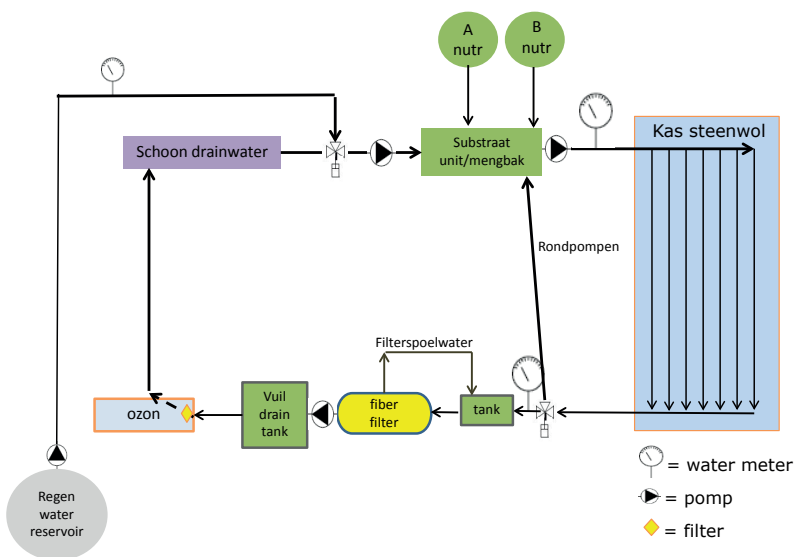 A
nutr
B
nutr
Kas steenwol
Schoon drainwater
Substraat
unit/mengbak
Rondpompen
Filterspoelwater
ozon
Vuil
drain
tank
fiber
filter
tank
Regen
water
reservoir
= water meter
= pomp
= filter